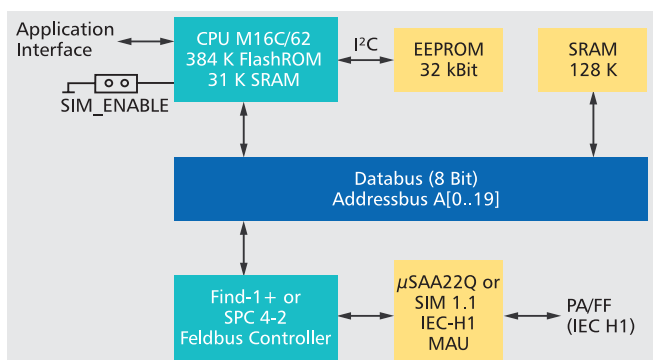 Application
Interface
SIM_ENABLE
CPU M16C/62
384 K FlashROM
31 K SRAM
I²C
EEPROM
32 kBit
SRAM
128 K
Databus (8 Bit)
Addressbus A[0..19]
Find-1+ or
SPC 4-2
Feldbus Controller
µSAA22Q or
SIM 1.1
IEC-H1
MAU
PA/FF
(IEC H1)